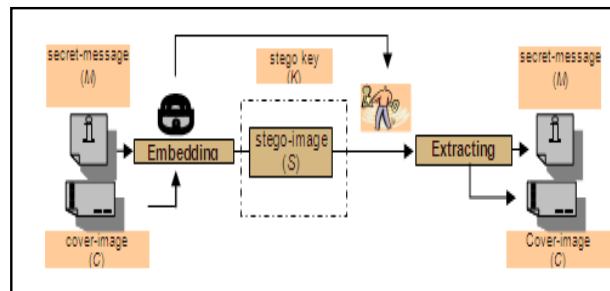 secret-message
(M)
stego key
(K)
secret-message
(M)
Embedding
stego-image
(S)
Extracting
cover-image
(C)
Cover-image
(C)